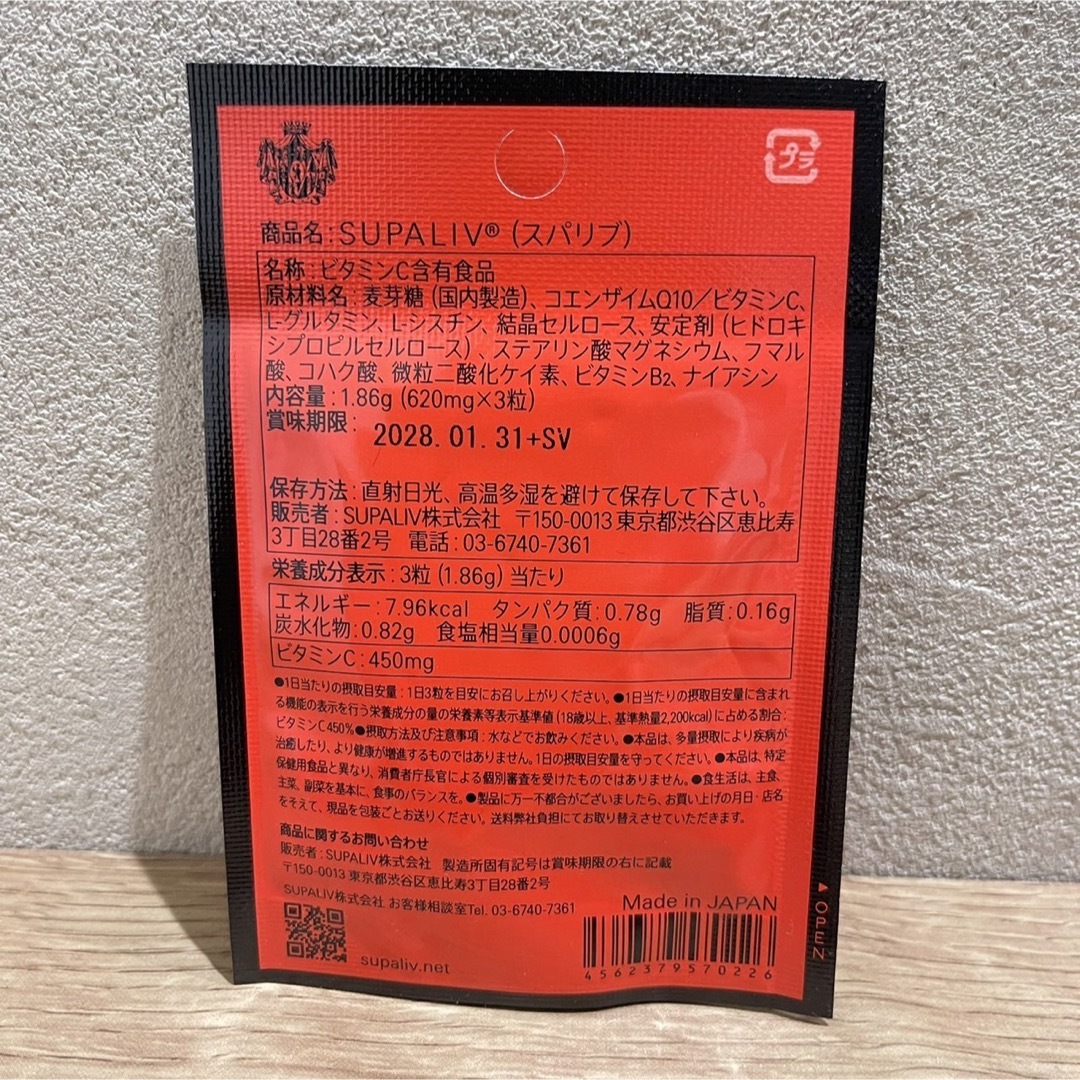 プラ
商品名:SUPALIV®(スパリブ)
名称:ビタミンC含有食品
原材料名:麦芽糖(国内製造)、コエンザイムQ10/ビタミンC、
L-グルタミン、L-シスチン、結晶セルロース、安定剤(ヒドロキ
シプロピルセルロース)、ステアリン酸マグネシウム、フマル
酸、コハク酸、微粒二酸化ケイ素、ビタミンB₂、ナイアシン
内容量:1.86g(620mg×3粒)
賞味期限:
2028.01.31+SV
保存方法:直射日光、高温多湿を避けて保存して下さい。
販売者:SUPALIV株式会社 〒150-0013 東京都渋谷区恵比寿
3丁目28番2号 電話:03-6740-7361
栄養成分表示:3粒(1.86g)当たり
エネルギー:7.96kcal タンパク質:0.78g 脂質:0.16g
炭水化物:0.82g 食塩相当量0.0006g
ビタミンC:450mg
●1日当たりの摂取目安量:1日3粒を目安にお召し上がりください。●1日当たりの摂取目安量に含まれ
る機能の表示を行う栄養成分の量の栄養素等表示基準値(18歳以上、基準熱量2,200kcal)に占める割合:
ビタミンC450%●摂取方法及び注意事項:水などでお飲みください。●本品は、多量摂取により疾病が
治癒したり、より健康が増進するものではありません。1日の摂取目安量を守ってください。●本品は、特定
保健用食品と異なり、消費者庁長官による個別審査を受けたものではありません。●食生活は、主食、
主菜、副菜を基本に、食事のバランスを。●製品に万一不都合がございましたら、お買い上げの月日・店名
をそえて、現品を包装ごとお送りください。送料弊社負担にてお取り替えさせていただきます。
商品に関するお問い合わせ
販売者:SUPALIV株式会社 製造所固有記号は賞味期限の右に記載
〒150-0013 東京都渋谷区恵比寿3丁目28番2号
SUPALIV株式会社 お客様相談室Tel. 03-6740-7361
supaliv.net
Made in JAPAN
4562379570226
▼OPEN